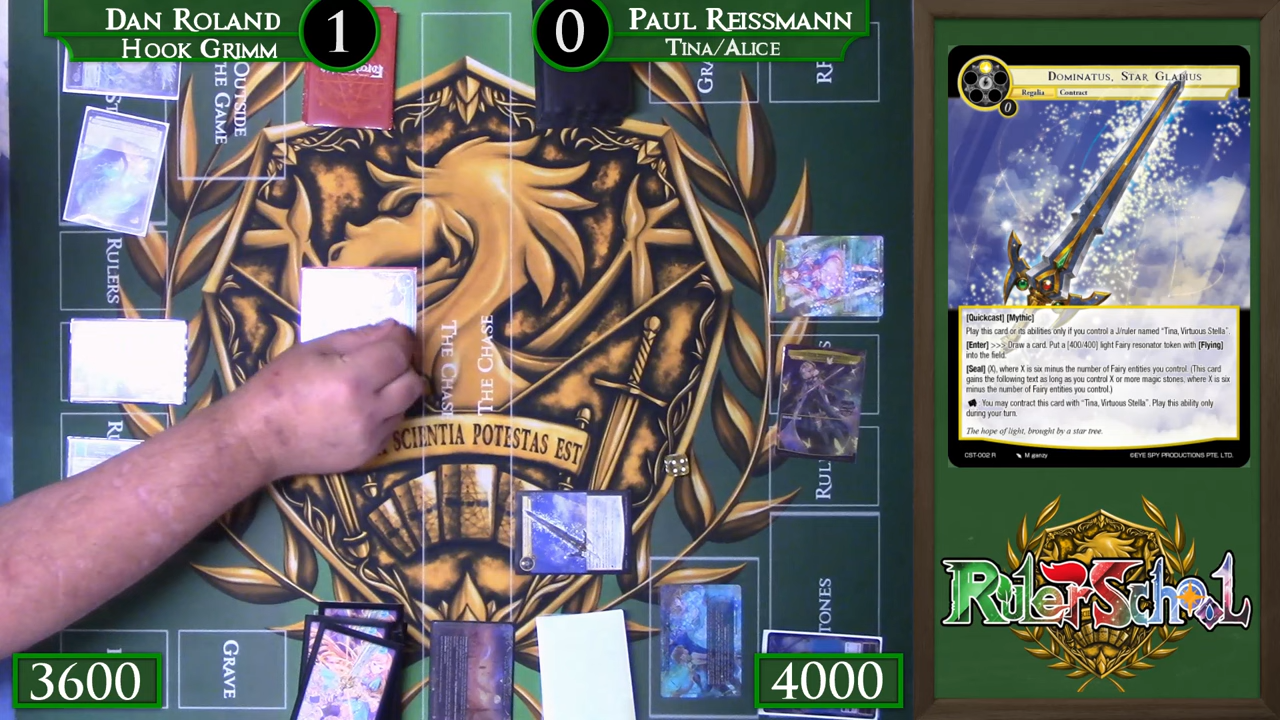 Dan Roland
Hook Grimm
1
0
Paul Reissmann
Tina/Alice
OUTSIDE
THE GAME
GRA
RULERS
THE CHASE
THE CHASE
SCIENTIA POTESTAS EST
RUL
TONES
GRAVE
3600
4000
Dominatus, Star Gladius
Regalia Contract
0
[Quickcast] [Mythic]
Play this card or its abilities only if you control a J/ruler named "Tina, Virtuous Stella".
[Enter] >>> Draw a card. Put a [400/400] light Fairy resonator token with [Flying]
into the field.
[Seal] (X), where X is six minus the number of Fairy entities you control. (This card
gains the following text as long as you control X or more magic stones, where X is six
minus the number of Fairy entities you control.)
You may contract this card with "Tina, Virtuous Stella". Play this ability only
during your turn.
The hope of light, brought by a star tree.
CST-002 R M ganzy ©EYE SPY PRODUCTIONS PTE. LTD.
RulerSchool